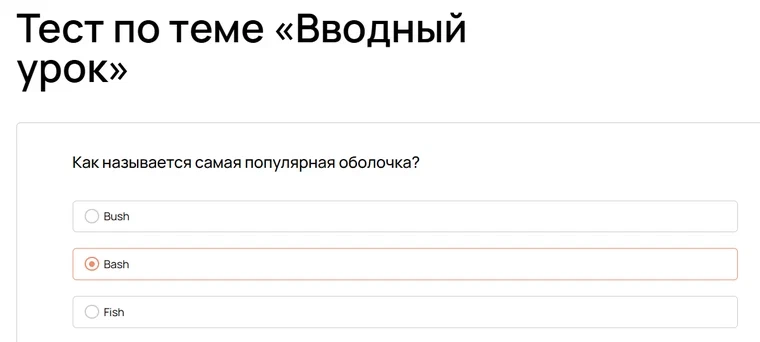 Тест по теме «Вводный
урок»
Как называется самая популярная оболочка?
Bush
Bash
Fish